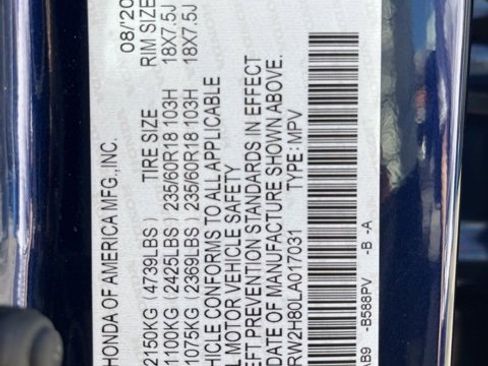 HONDA OF AMERICA MFG.,INC. 08/20
TIRE SIZE RIM SIZE
2150KG (4739LBS)
1100KG (2425LBS) 235/60R18 103H 18X7.5J
1075KG (2369LBS) 235/60R18 103H 18X7.5J
VEHICLE CONFORMS TO ALL APPLICABLE
MOTOR VEHICLE SAFETY
EFT PREVENTION STANDARDS IN EFFECT
DATE OF MANUFACTURE SHOWN ABOVE.
RW2H80LA017031 TYPE:MPV
AB9 -B588PV -B -A